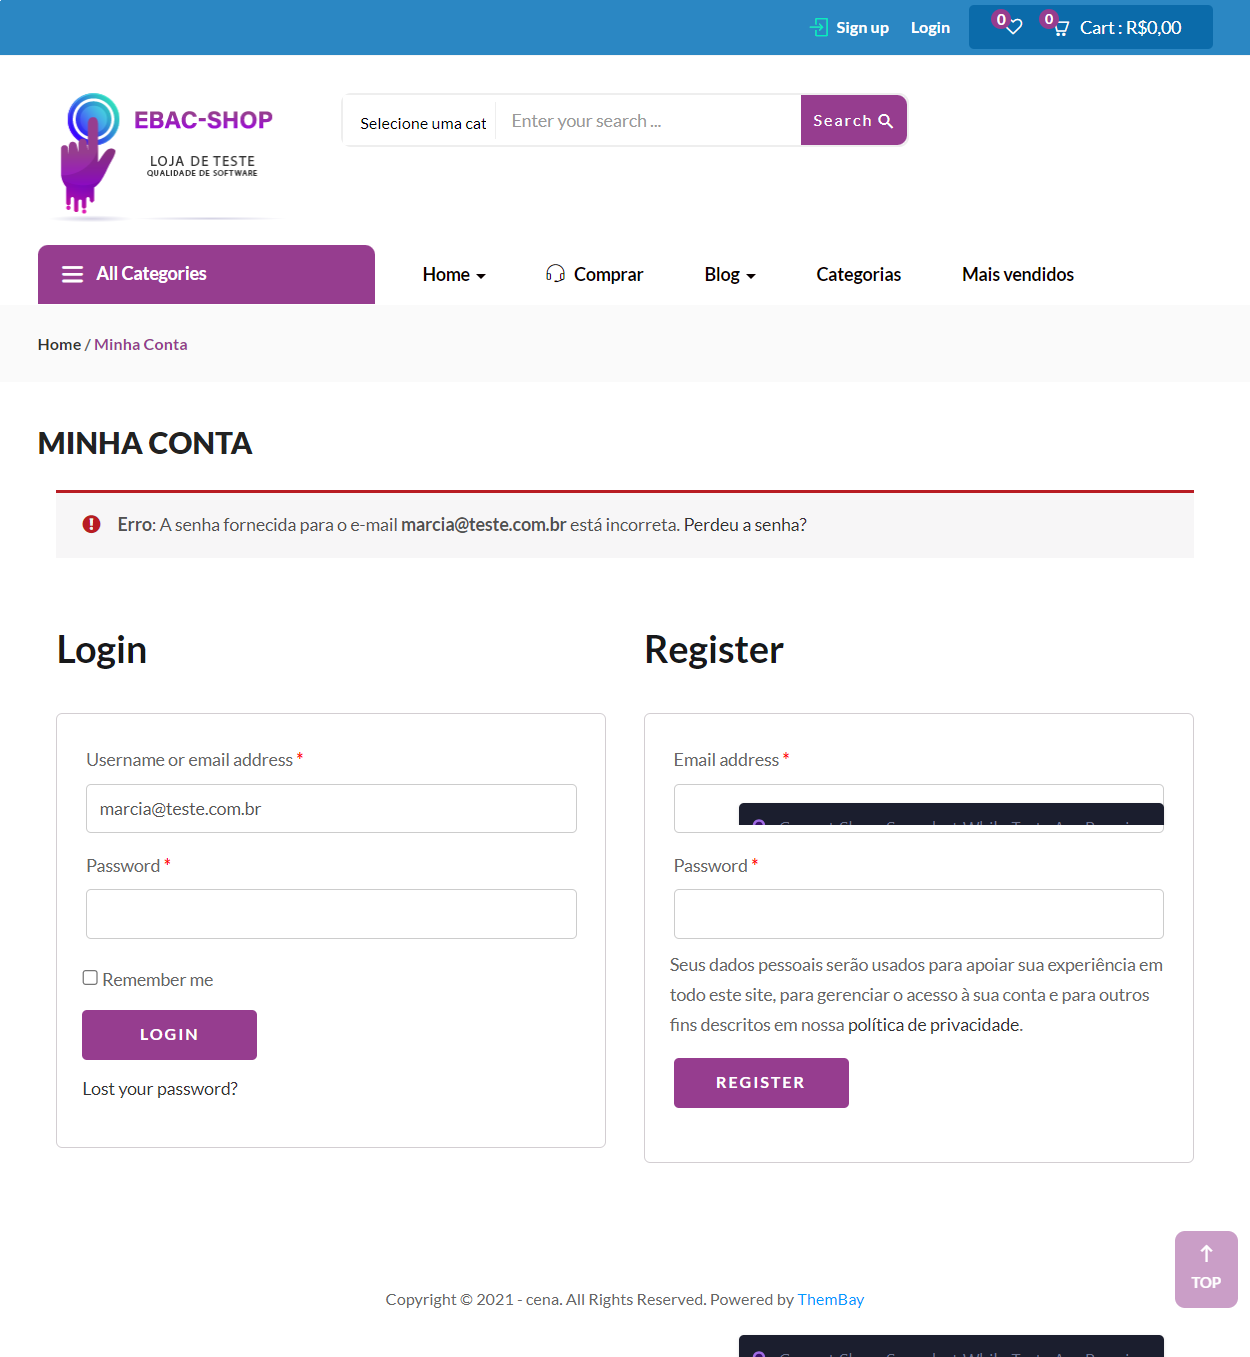 Sign up
Login
0
0
Cart : R$0,00
EBAC-SHOP
LOJA DE TESTE
QUALIDADE DE SOFTWARE
Selecione uma cat
Enter your search ...
Search
All Categories
Home
Comprar
Blog
Categorias
Mais vendidos
Home / Minha Conta
MINHA CONTA
Erro: A senha fornecida para o e-mail marcia@teste.com.br está incorreta. Perdeu a senha?
Login
Username or email address *
marcia@teste.com.br
Password *
Remember me
LOGIN
Lost your password?
Register
Email address *
Password *
Seus dados pessoais serão usados para apoiar sua experiência em
todo este site, para gerenciar o acesso à sua conta e para outros
fins descritos em nossa política de privacidade.
REGISTER
TOP
Copyright © 2021 - cena. All Rights Reserved. Powered by ThemBay